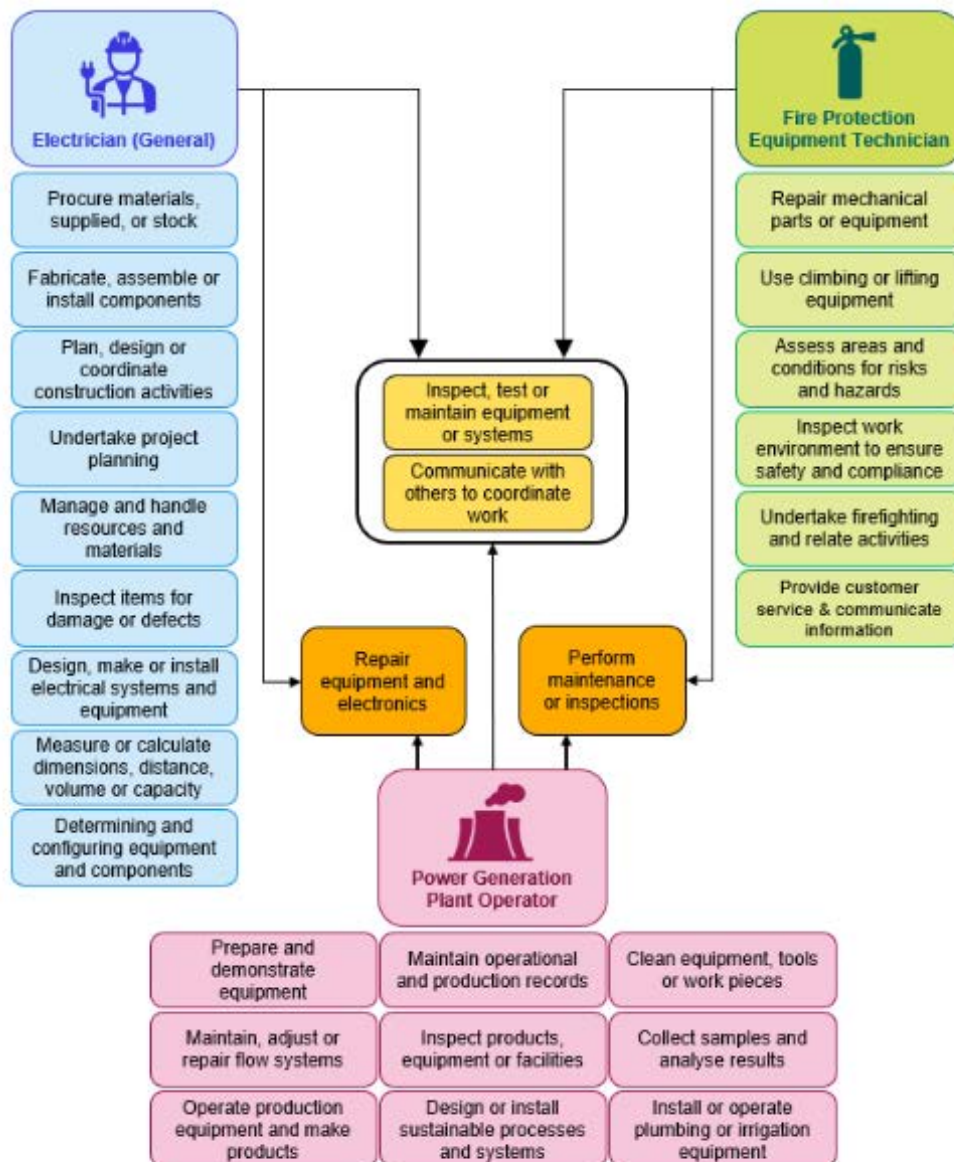 Electrician (General)
Procure materials,
supplied, or stock
Fabricate, assemble or
install components
Plan, design or
coordinate
construction activities
Undertake project
planning
Manage and handle
resources and
materials
Inspect items for
damage or defects
Design, make or install
electrical systems and
equipment
Measure or calculate
dimensions, distance,
volume or capacity
Determining and
configuring equipment
and components
Fire Protection
Equipment Technician
Repair mechanical
parts or equipment
Use climbing or lifting
equipment
Assess areas and
conditions for risks
and hazards
Inspect work
environment to ensure
safety and compliance
Undertake firefighting
and relate activities
Provide customer
service & communicate
information
Inspect, test or
maintain equipment
or systems
Communicate with
others to coordinate
work
Repair
equipment and
electronics
Perform
maintenance
or inspections
Power Generation
Plant Operator
Prepare and
demonstrate
equipment
Maintain operational
and production records
Clean equipment, tools
or work pieces
Maintain, adjust or
repair flow systems
Inspect products,
equipment or facilities
Collect samples and
analyse results
Operate production
equipment and make
products
Design or install
sustainable processes
and systems
Install or operate
plumbing or irrigation
equipment